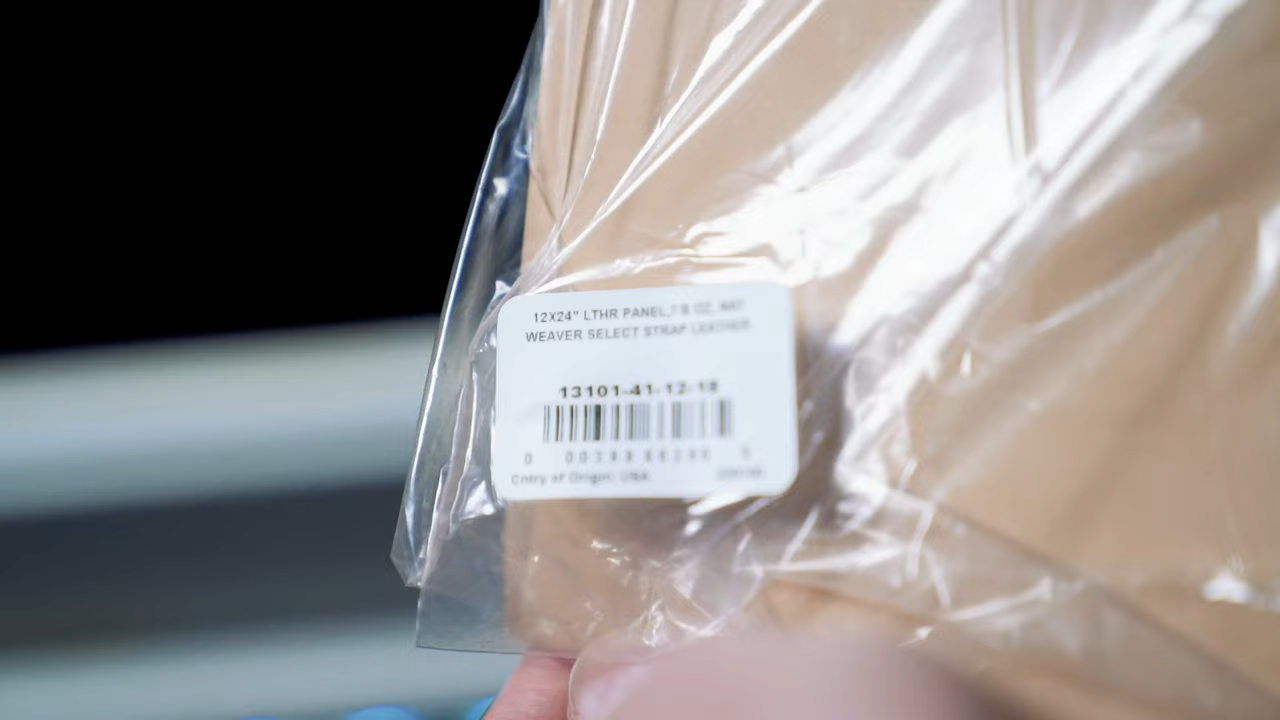 12X24" LTHR PANEL,7/8 OZ, NAT
WEAVER SELECT STRAP LEATHER
13101-41-12-18
Cntry of Origin: USA